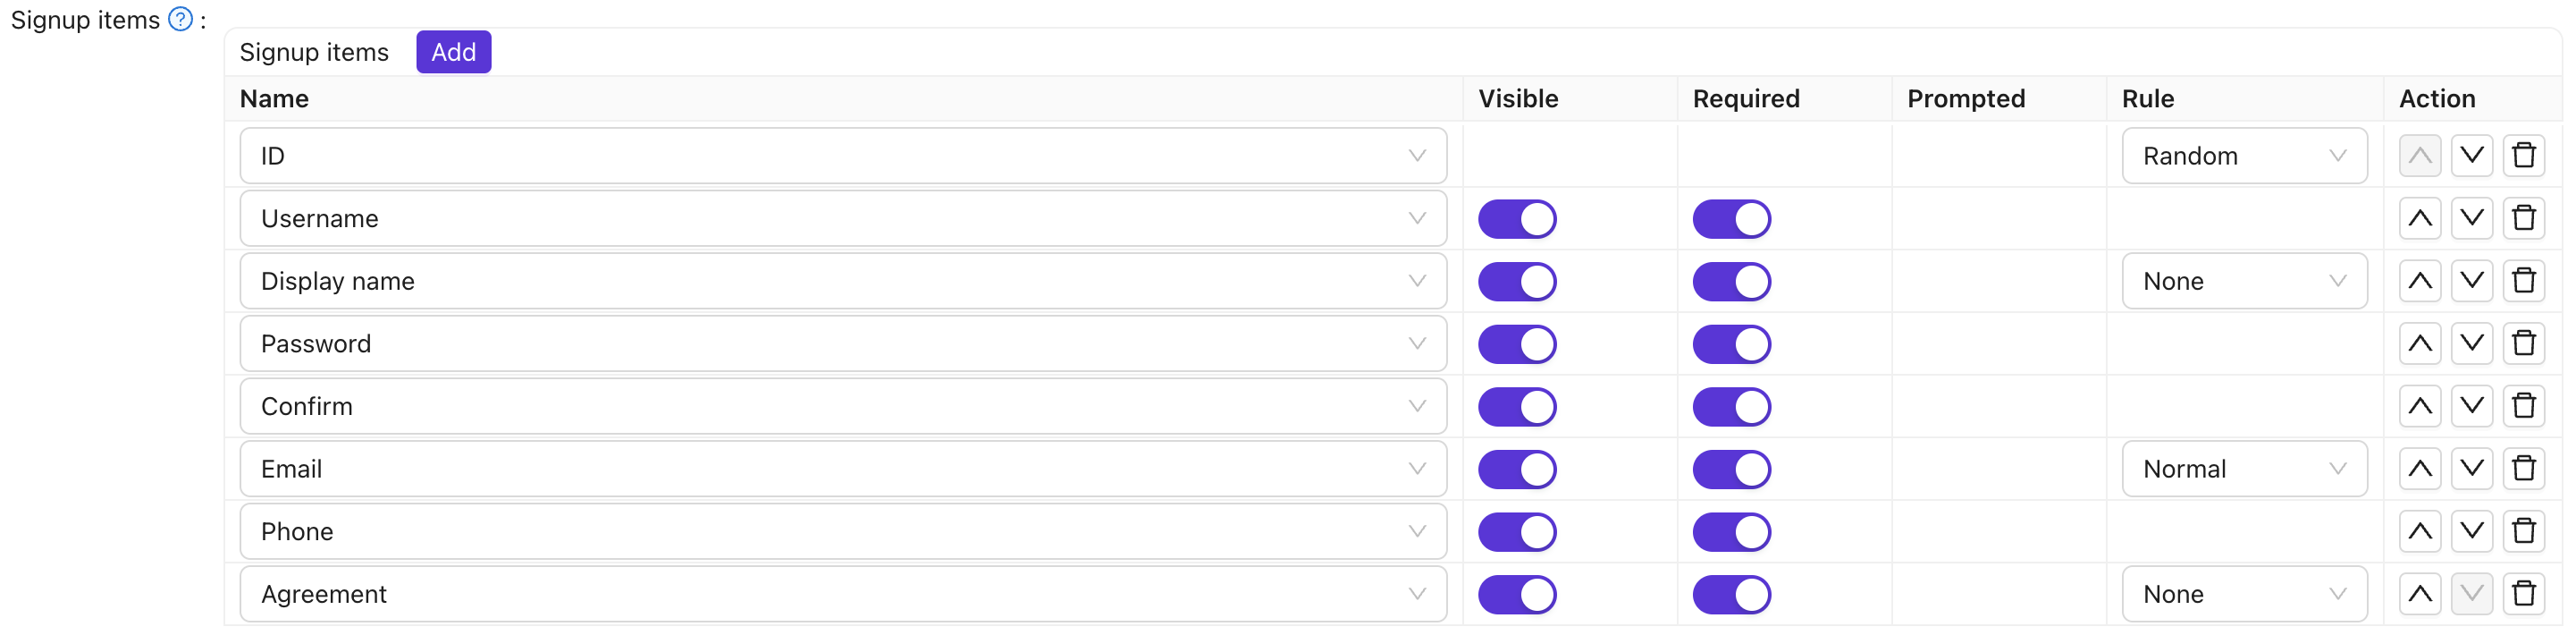 Signup items ? :
Signup items Add
Name Visible Required Prompted Rule Action
ID Random
Username
Display name None
Password
Confirm
Email Normal
Phone
Agreement None